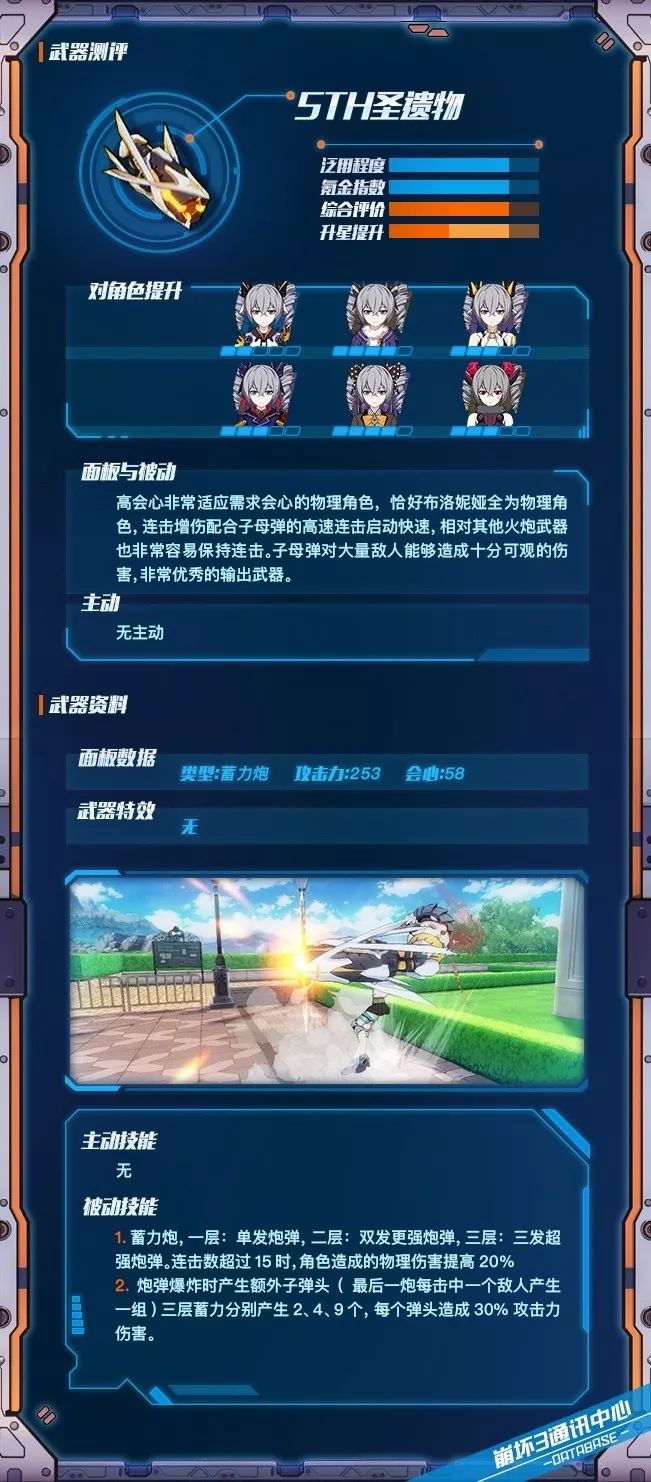 武器测评
5TH圣遗物
泛用程度
氪金指数
综合评价
升星提升
对角色提升
面板与被动
高会心非常适应需求会心的物理角色，恰好布洛妮娅全为物理角
色，连击增伤配合子母弹的高速连击启动快速，相对其他火炮武器
也非常容易保持连击。子母弹对大量敌人能够造成十分可观的伤
害，非常优秀的输出武器。
主动
无主动
武器资料
面板数据
类型:蓄力炮 攻击力:253 会心:58
武器特效
无
主动技能
无
被动技能
1. 蓄力炮，一层：单发炮弹，二层：双发更强炮弹，三层：三发超
强炮弹。连击数超过 15 时，角色造成的物理伤害提高 20%
2. 炮弹爆炸时产生额外子弹头（ 最后一炮每击中一个敌人产生
一组）三层蓄力分别产生 2、4、9 个，每个弹头造成 30% 攻击力
伤害。
崩坏3通讯中心
-DATABASE-